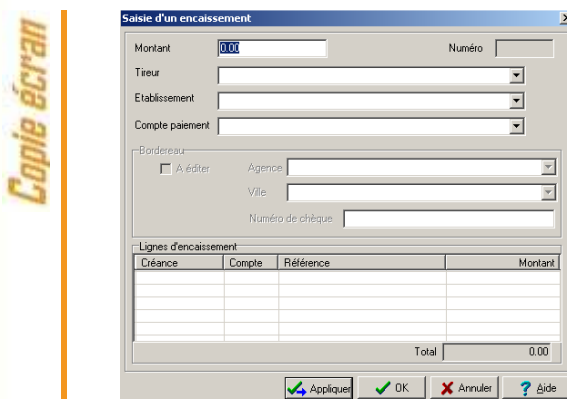 Copie écran
Saisie d'un encaissement
Montant 0.00 Numéro
Tireur
Etablissement
Compte paiement
Bordereau
A éditer Agence
Ville
Numéro de chèque
Lignes d'encaissement
Créance Compte Référence Montant
Total 0.00
Appliquer OK Annuler Aide